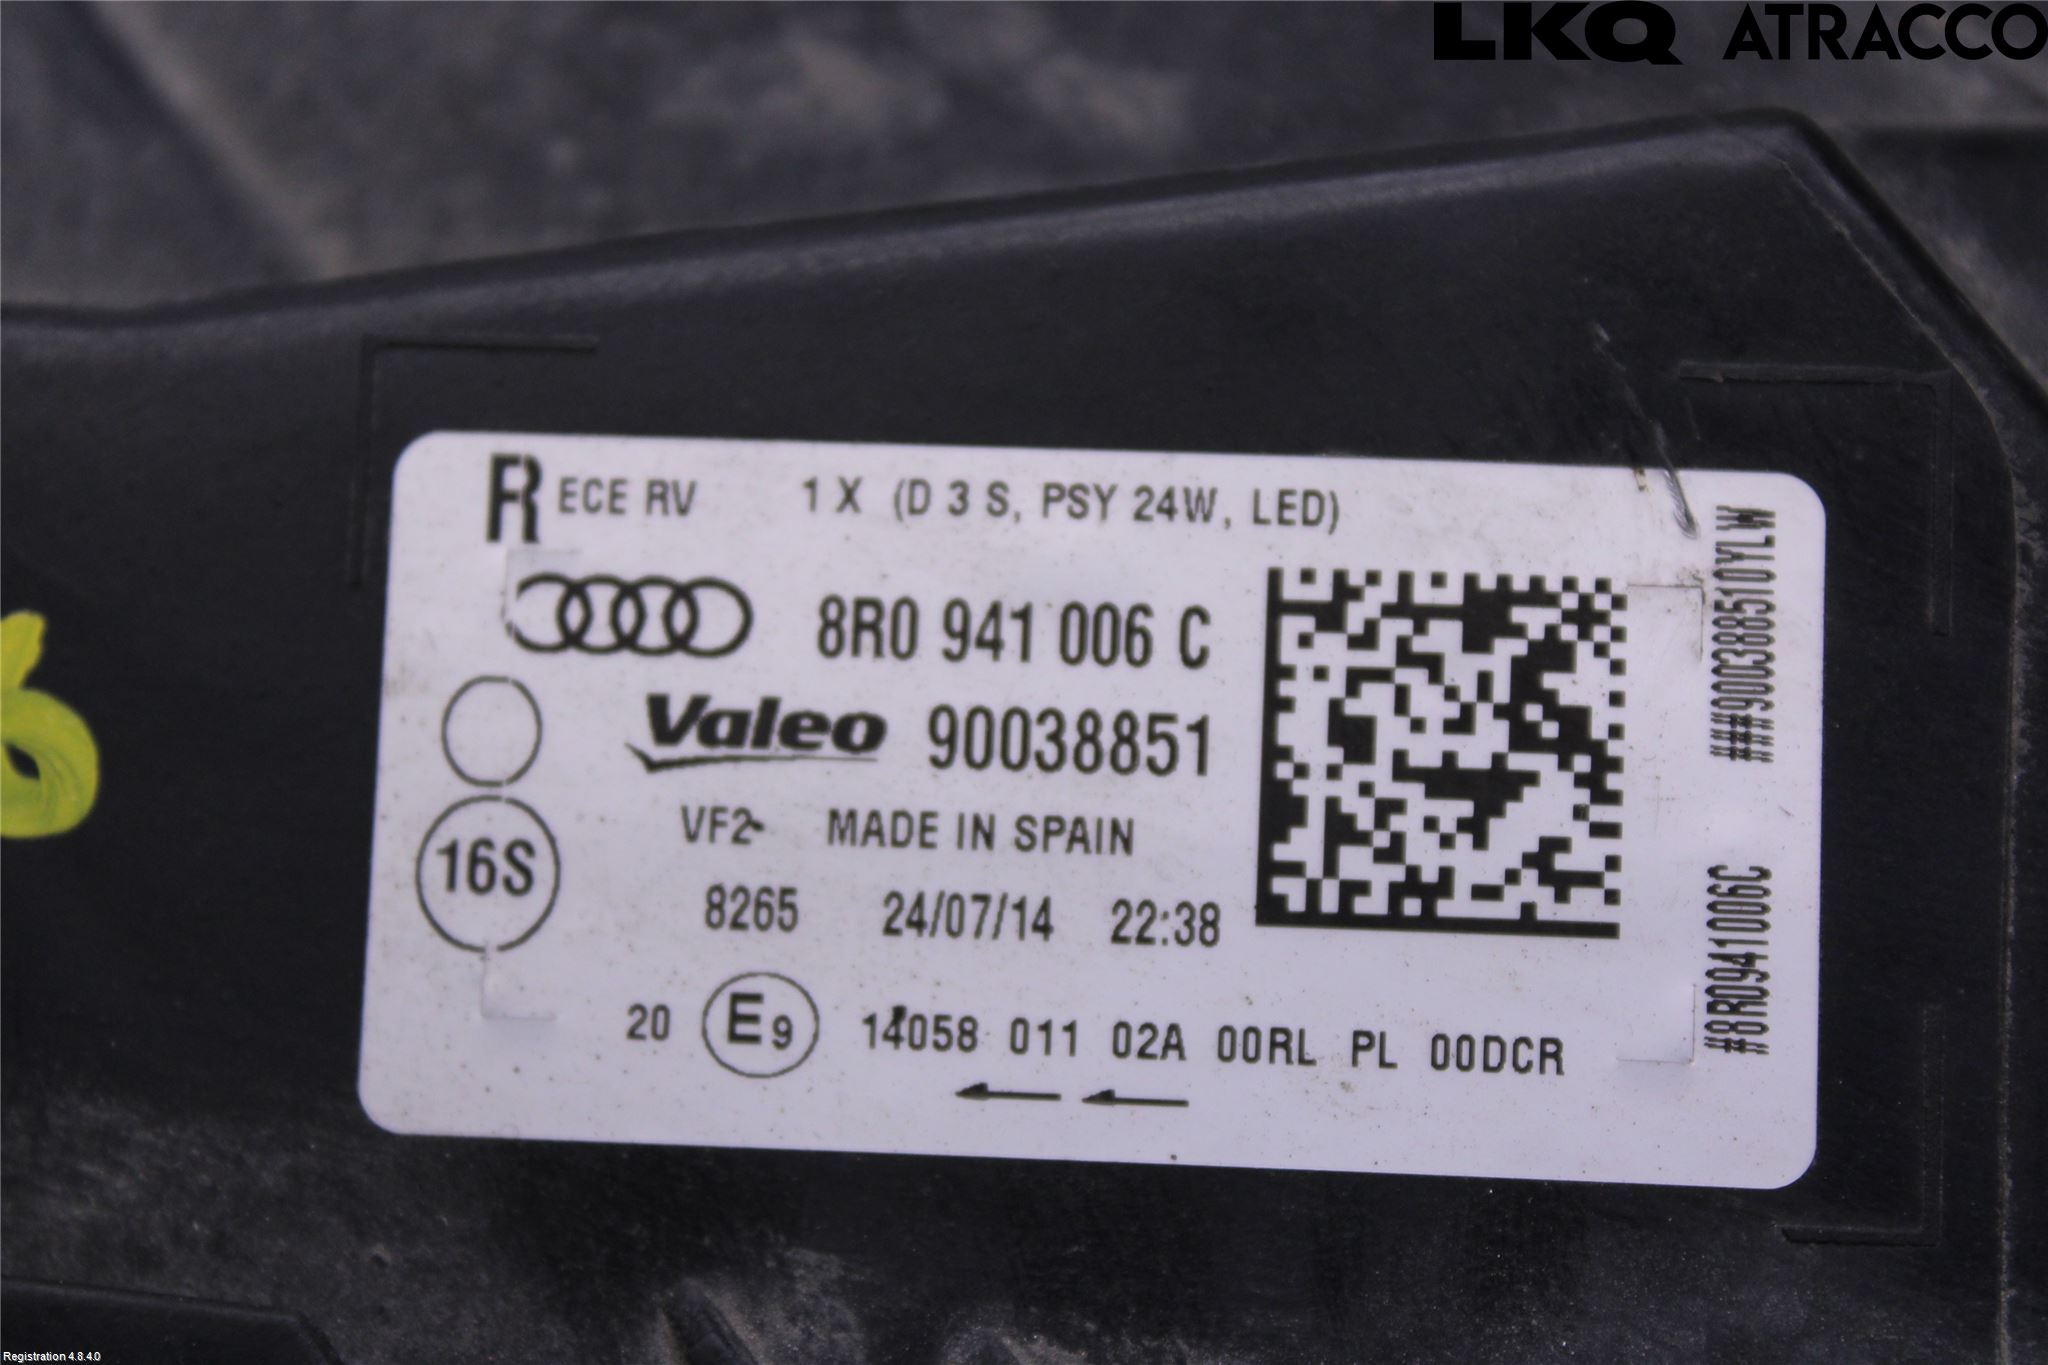 LKQ ATRACCO
R ECE RV 1 X (D 3 S, PSY 24W, LED)
8R0 941 006 C
Valeo 90038851
VF2- MADE IN SPAIN
16S
8265 24/07/14 22:38
20 E9 14058 011 02A 00RL PL 00DCR
###900388510YLW
#8R0941006C
Registration 4.8.4.0